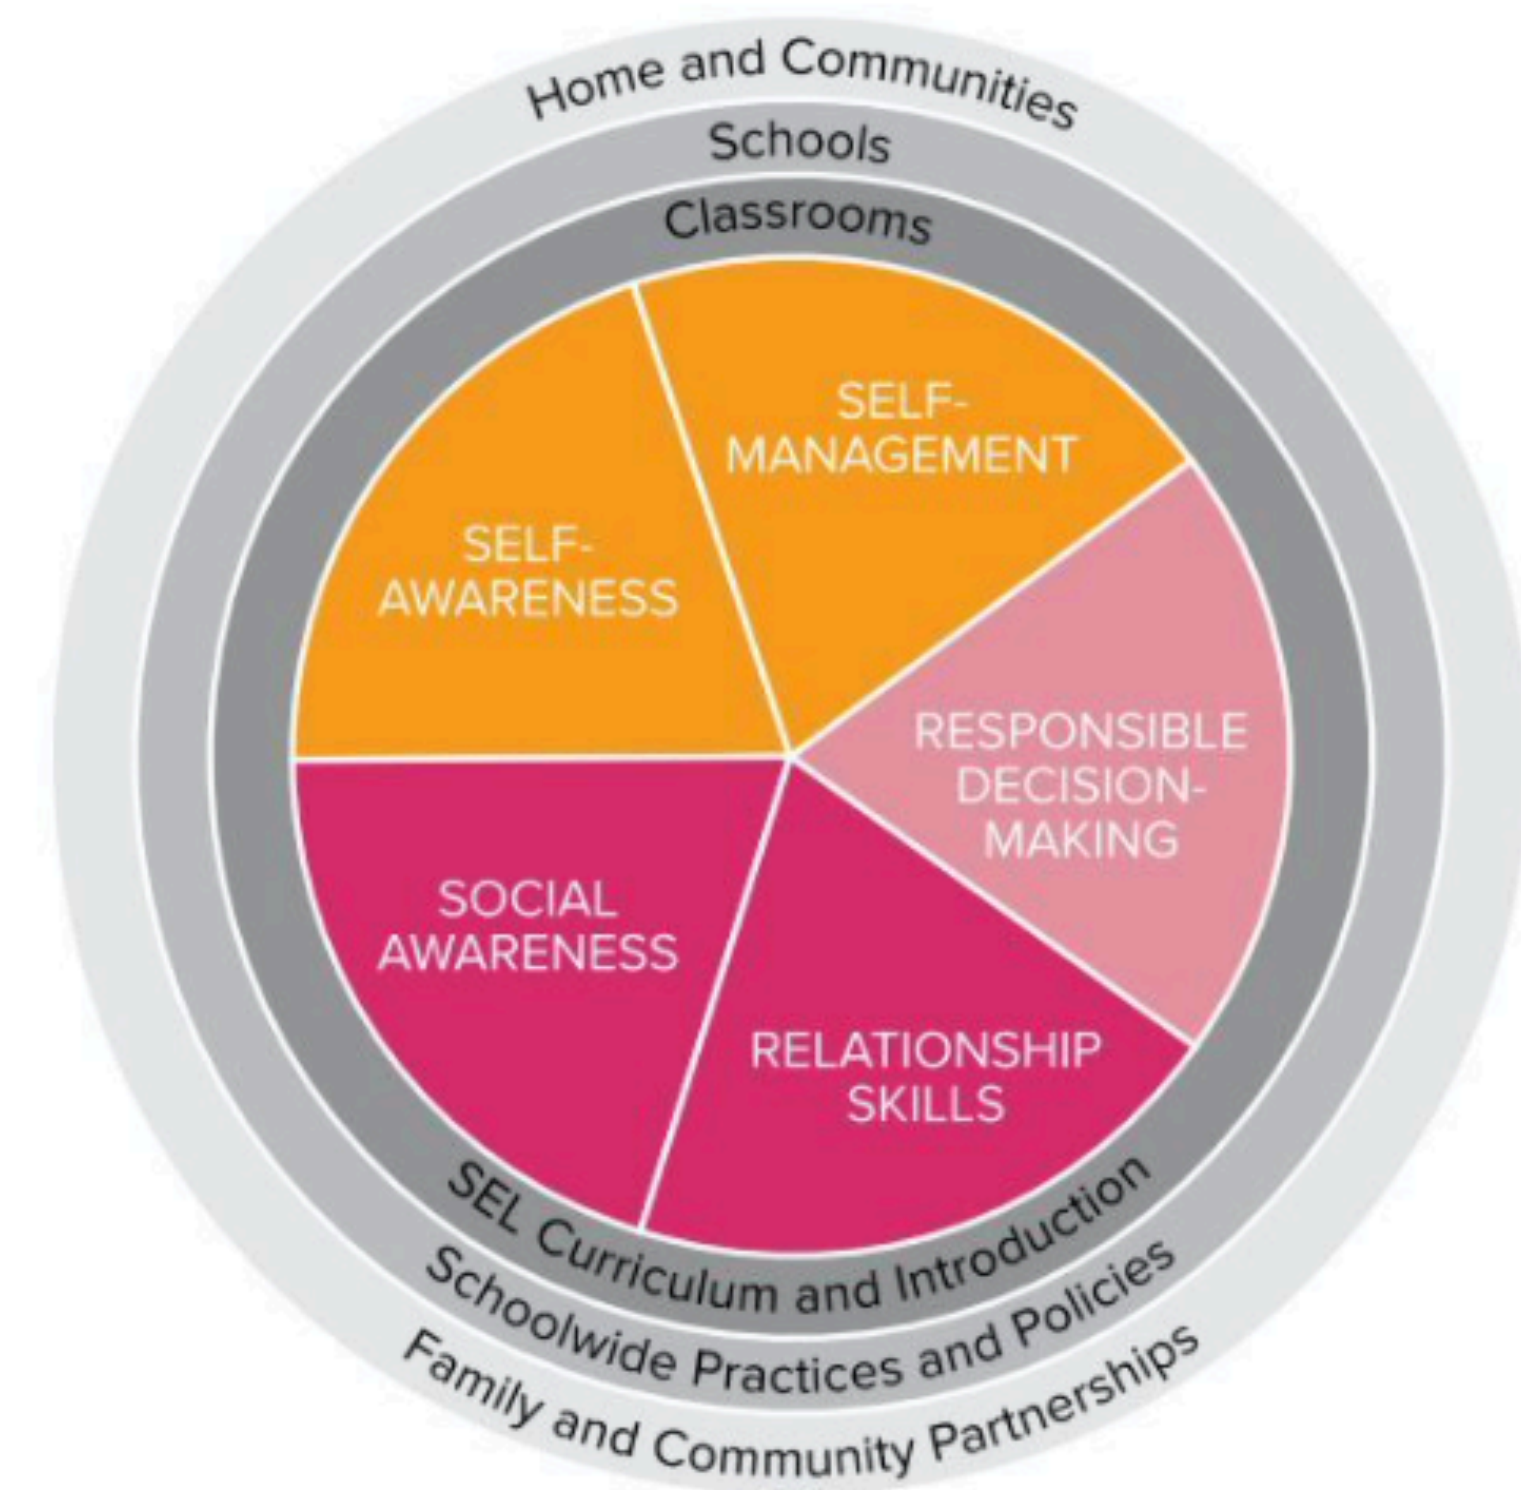 Home and Communities
Schools
Classrooms
SELF-
MANAGEMENT
SELF-
AWARENESS
RESPONSIBLE
DECISION-
MAKING
SOCIAL
AWARENESS
RELATIONSHIP
SKILLS
SEL Curriculum and Introduction
Schoolwide Practices and Policies
Family and Community Partnerships